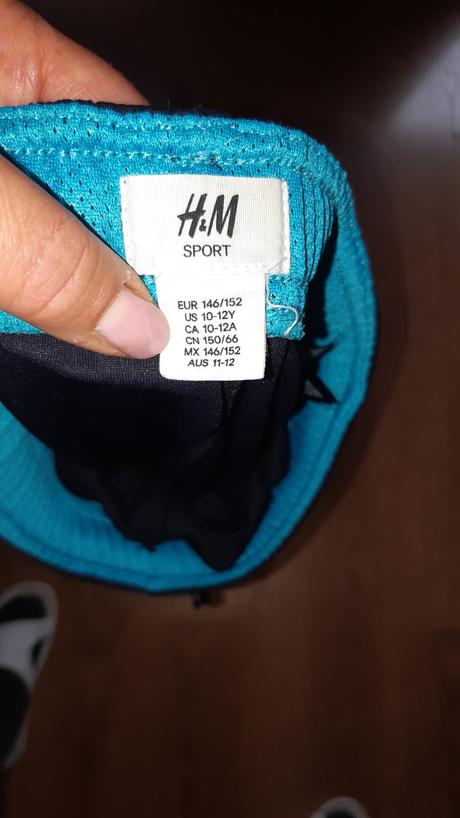 H&M
SPORT
EUR 146/152
US 10-12Y
CA 10-12A
CN 150/66
MX 146/152
AUS 11-12